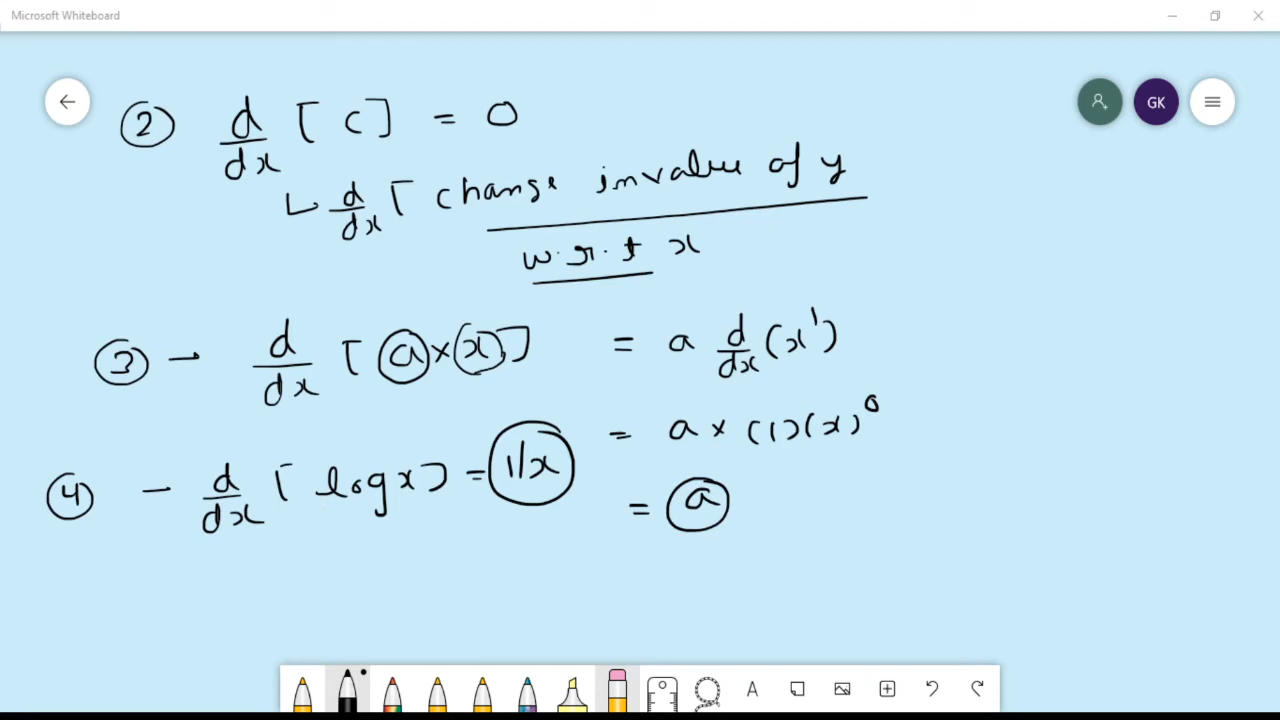 Microsoft Whiteboard
GK
② d/dx [c] = 0
↳ d/dx [change in value of y
w.r.t x
③ - d/dx [a×(x)] = a d/dx (x¹)
= a × (1)(x)⁰
④ - d/dx [log x] = 1/x
= a
A